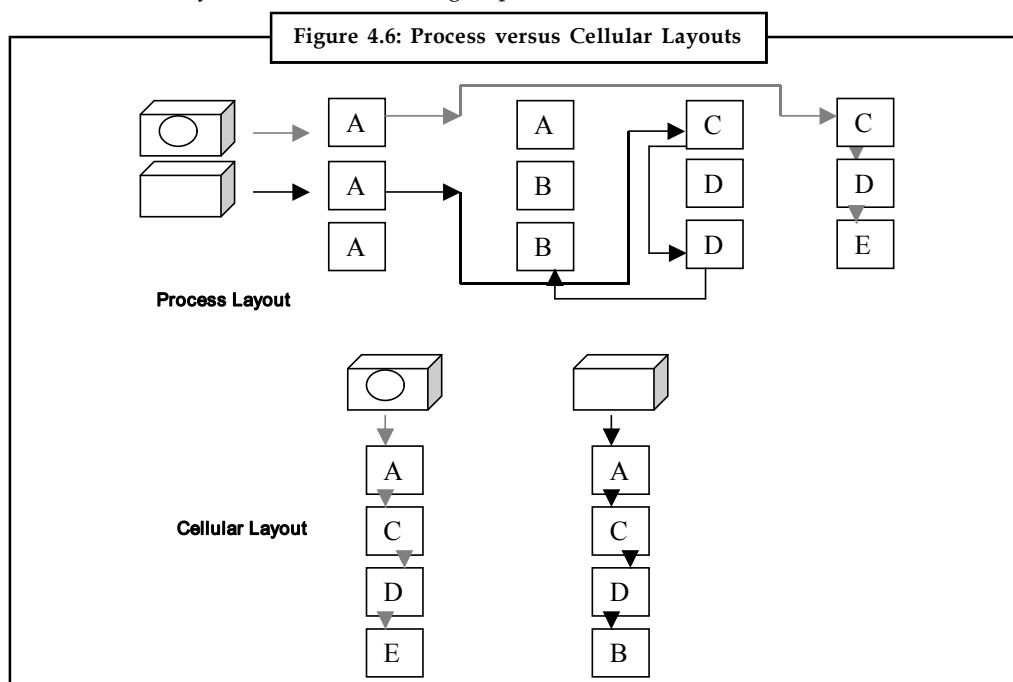 Figure 4.6: Process versus Cellular Layouts
A A C C
A B D D
A B D E
Process Layout
A A
C C
Cellular Layout
D D
E B